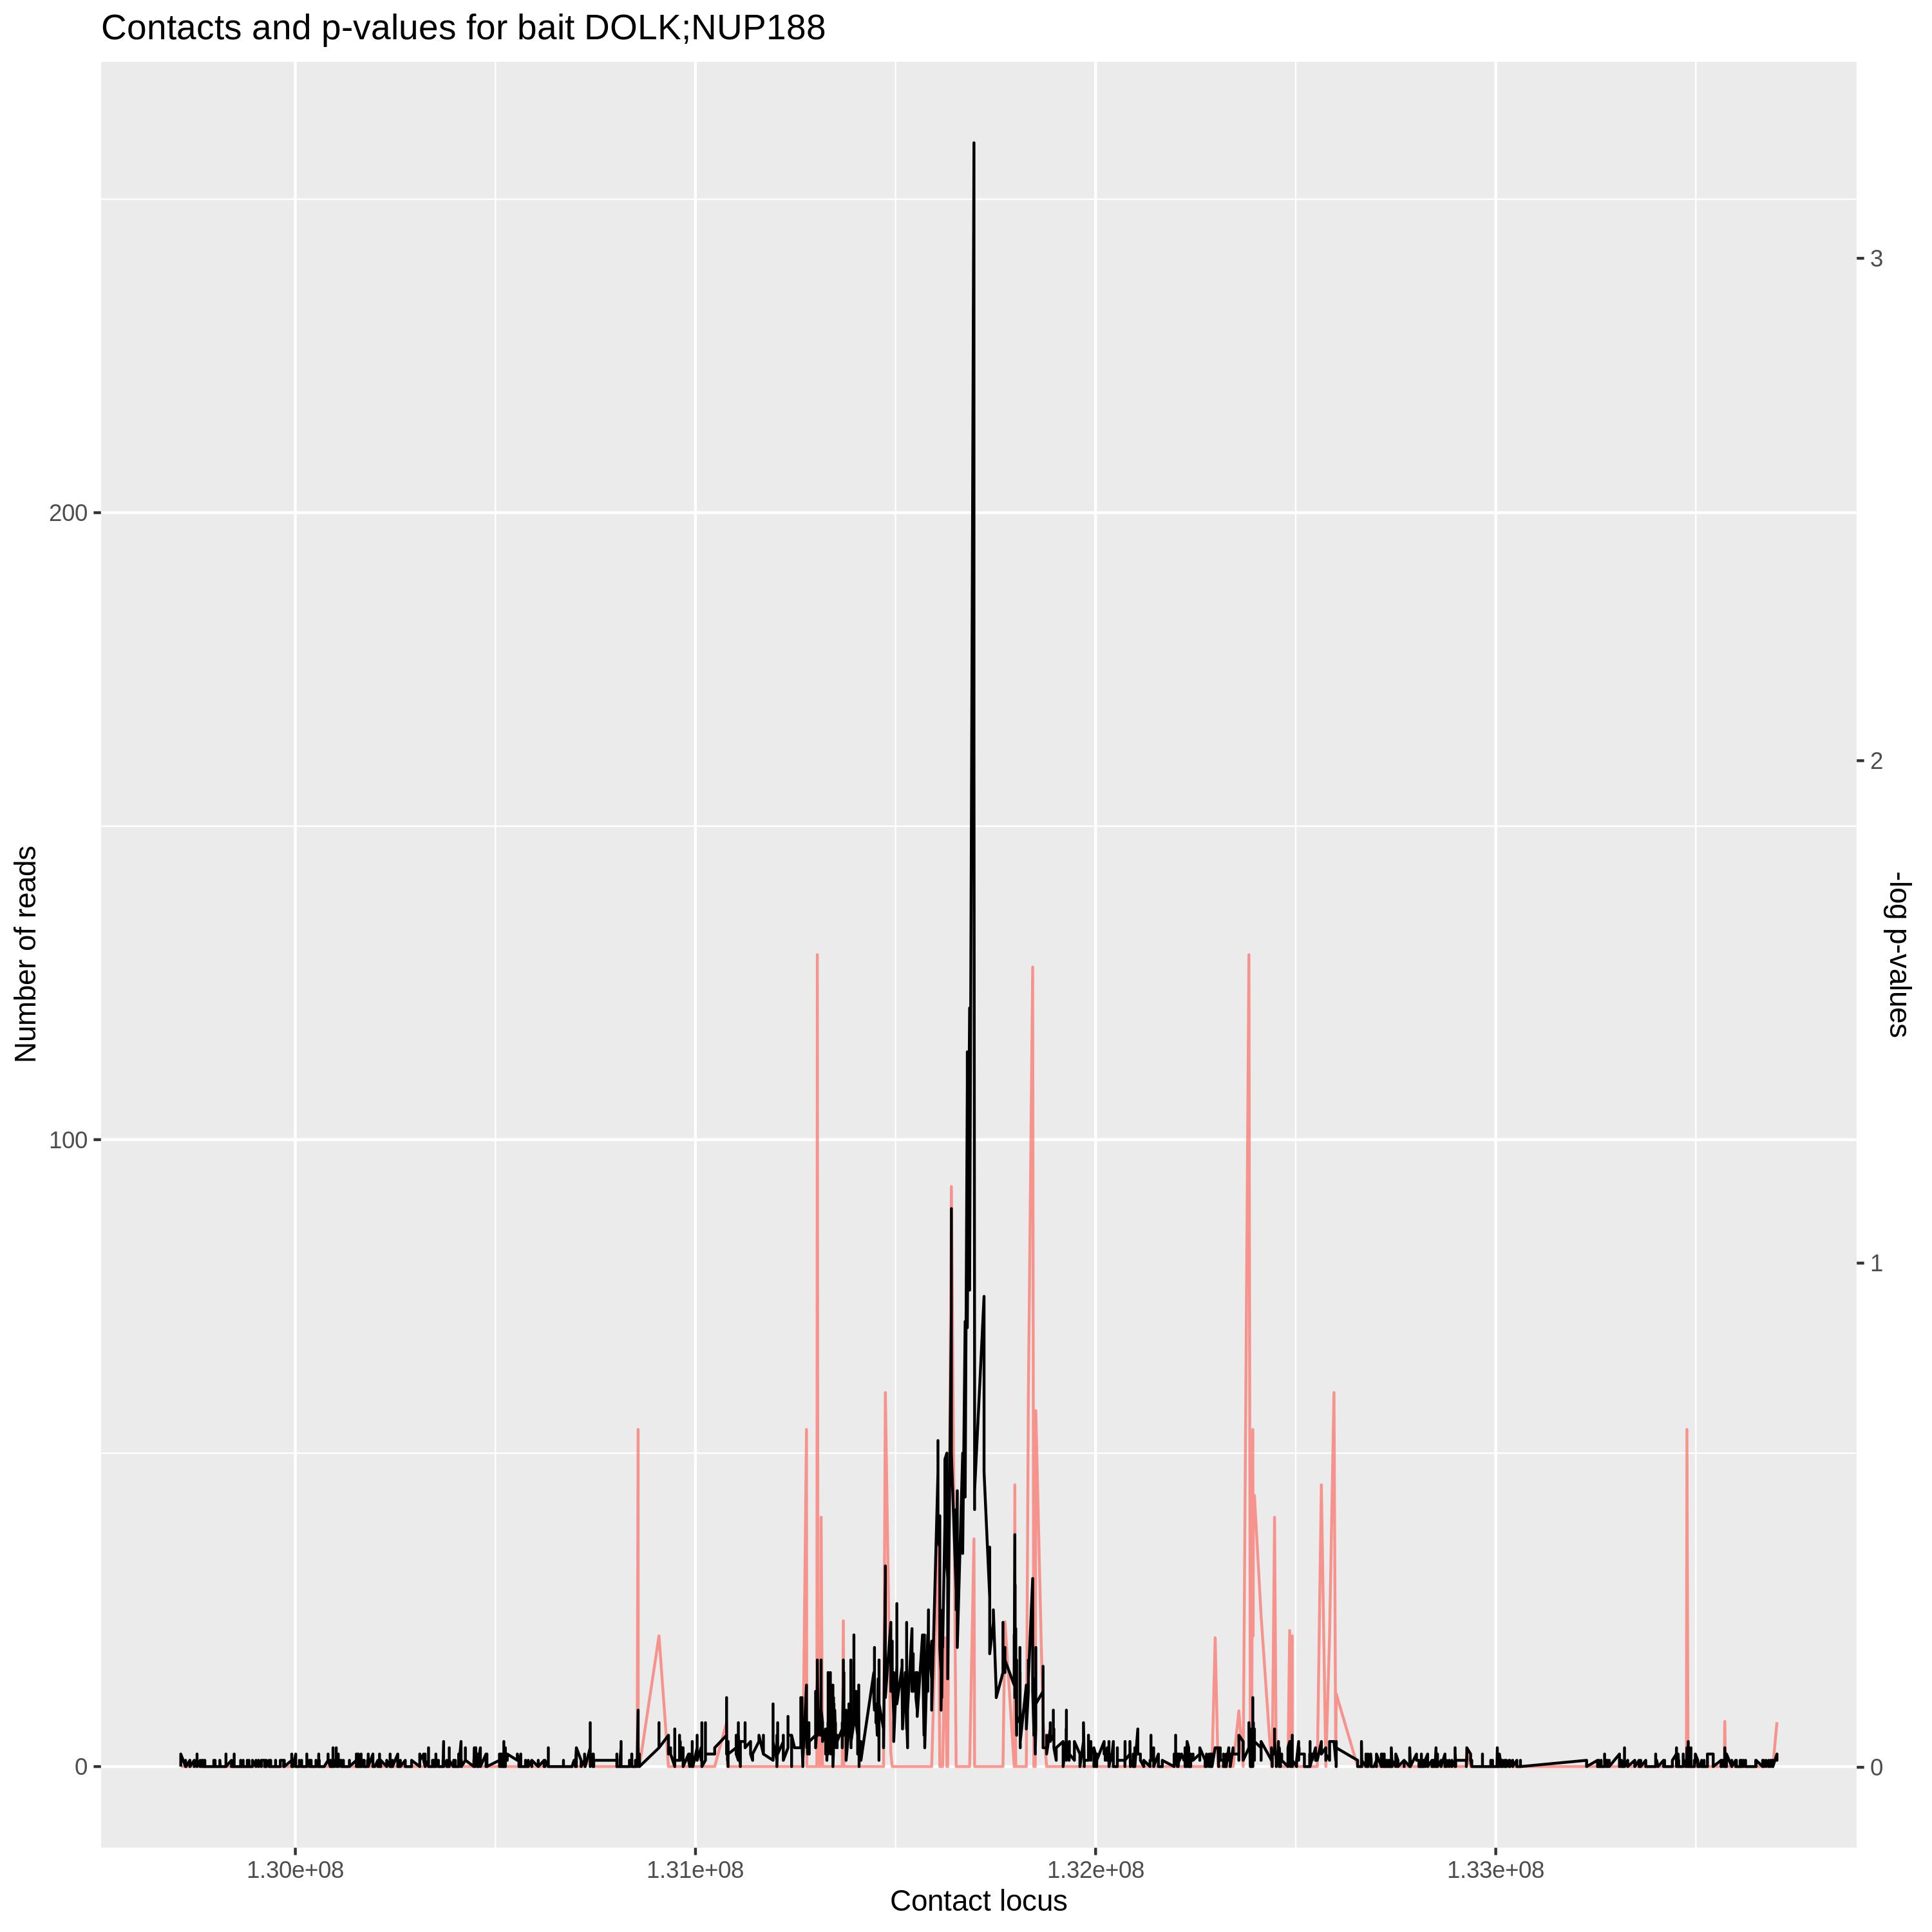 Contacts and p-values for bait DOLK;NUP188
Number of reads
200
100
0
3
2
1
0
-log p-values
1.30e+08
1.31e+08
1.32e+08
1.33e+08
Contact locus